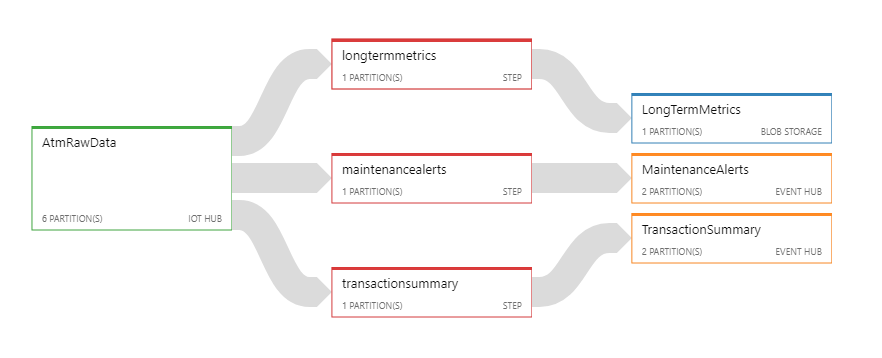 AtmRawData
6 PARTITION(S) IOT HUB
longtermmetrics
1 PARTITION(S) STEP
maintenancealerts
1 PARTITION(S) STEP
transactionsummary
1 PARTITION(S) STEP
LongTermMetrics
1 PARTITION(S) BLOB STORAGE
MaintenanceAlerts
2 PARTITION(S) EVENT HUB
TransactionSummary
2 PARTITION(S) EVENT HUB